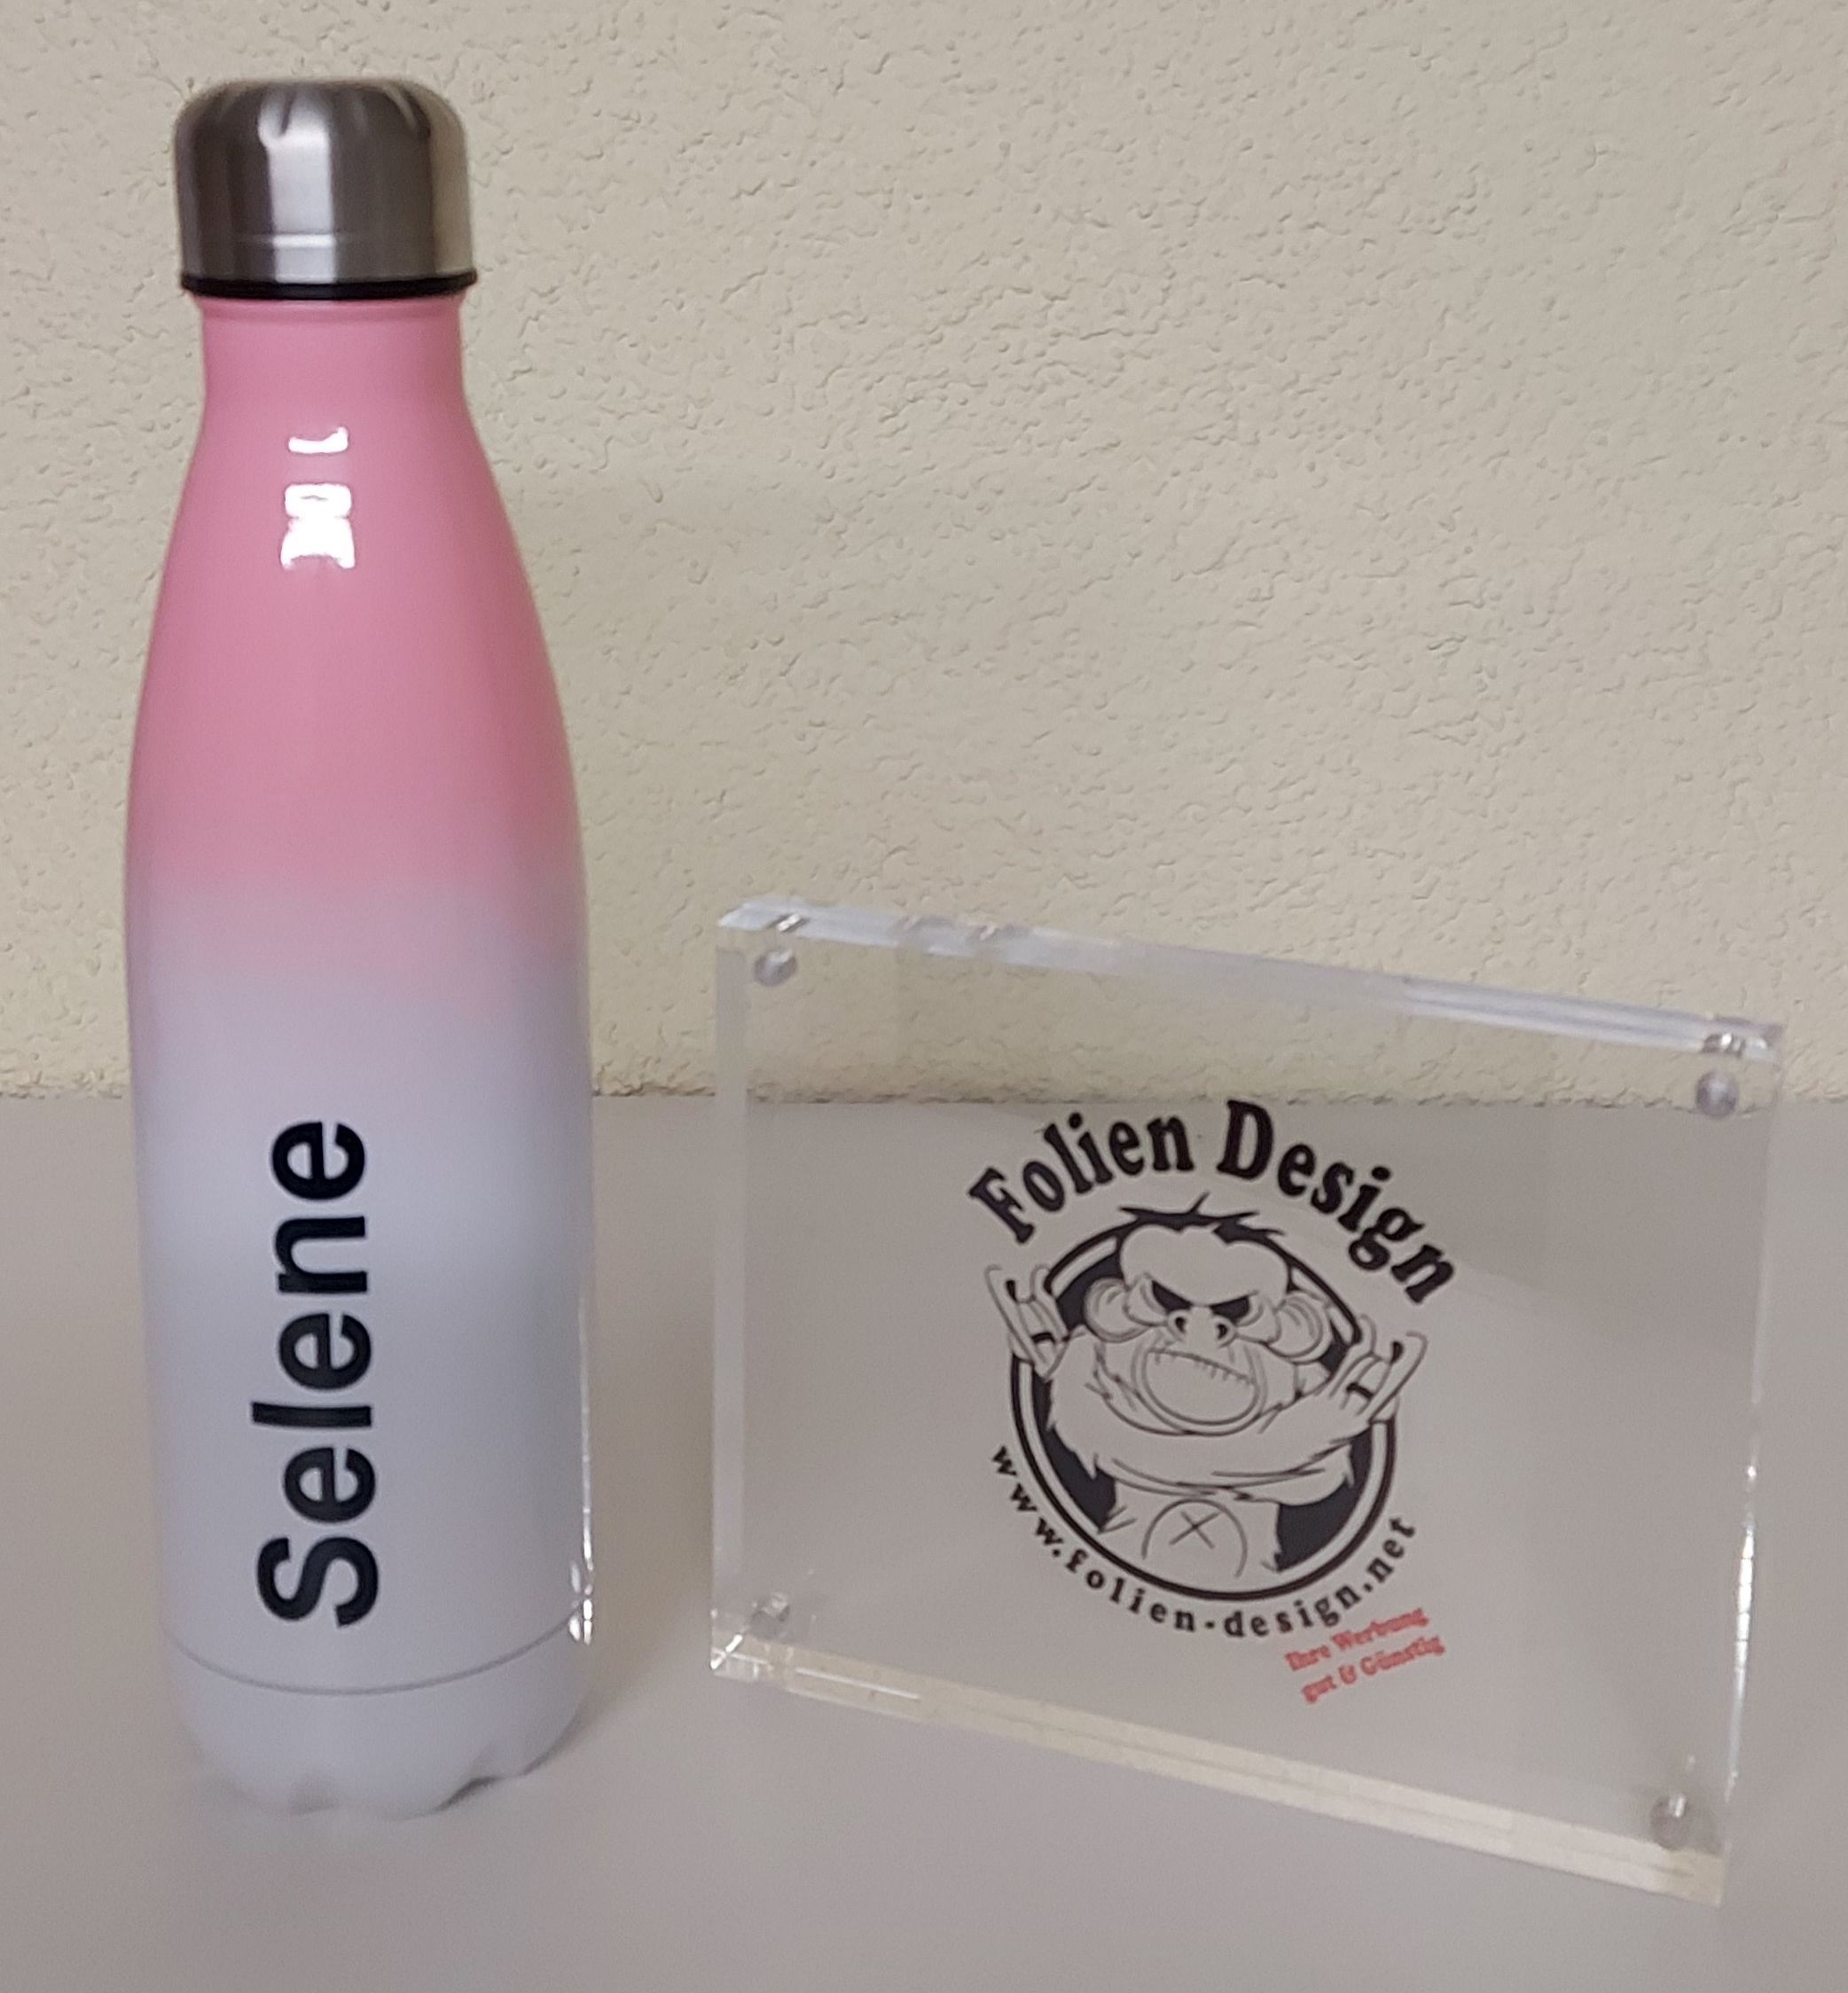 Selene
Folien Design
www.folien-design.net
Ihre Werbung
gut & Günstig